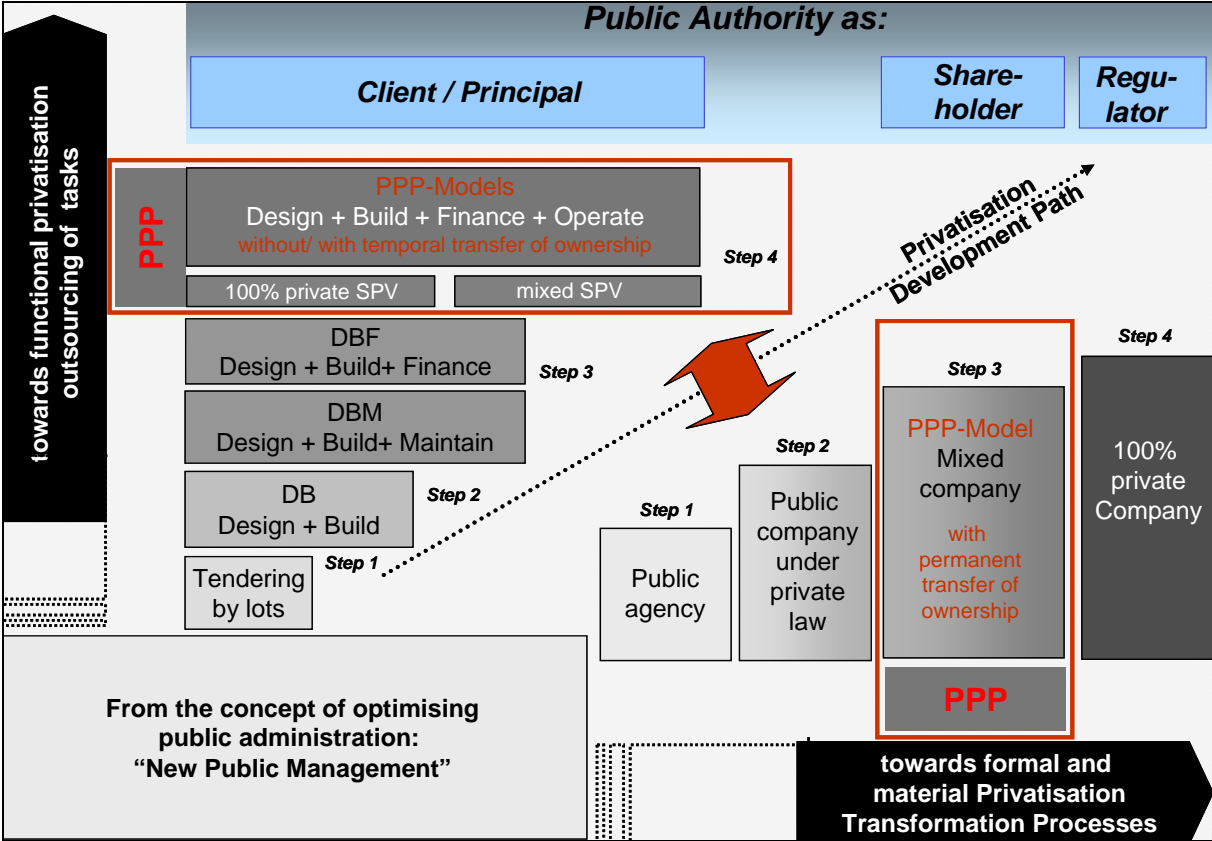 Public Authority as:
Client / Principal
Share-
holder
Regu-
lator
towards functional privatisation
outsourcing of tasks
PPP
PPP-Models
Design + Build + Finance + Operate
without/ with temporal transfer of ownership
Step 4
100% private SPV
mixed SPV
Privatisation
Development Path
DBF
Design + Build+ Finance
Step 3
DBM
Design + Build+ Maintain
DB
Design + Build
Step 2
Tendering
by lots
Step 1
Step 1
Public
agency
Step 2
Public
company
under
private
law
Step 3
PPP-Model
Mixed
company
with
permanent
transfer of
ownership
PPP
Step 4
100%
private
Company
From the concept of optimising
public administration:
“New Public Management”
towards formal and
material Privatisation
Transformation Processes